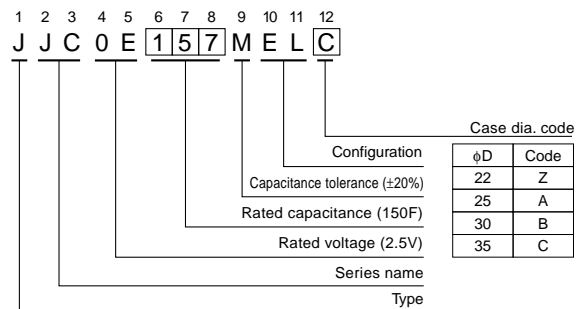 1 2 3 4 5 6 7 8 9 10 11 12
J J C 0 E 1 5 7 M E L C
Case dia. code
Configuration
Capacitance tolerance (±20%)
Rated capacitance (150F)
Rated voltage (2.5V)
Series name
Type
ϕD Code
22 Z
25 A
30 B
35 C